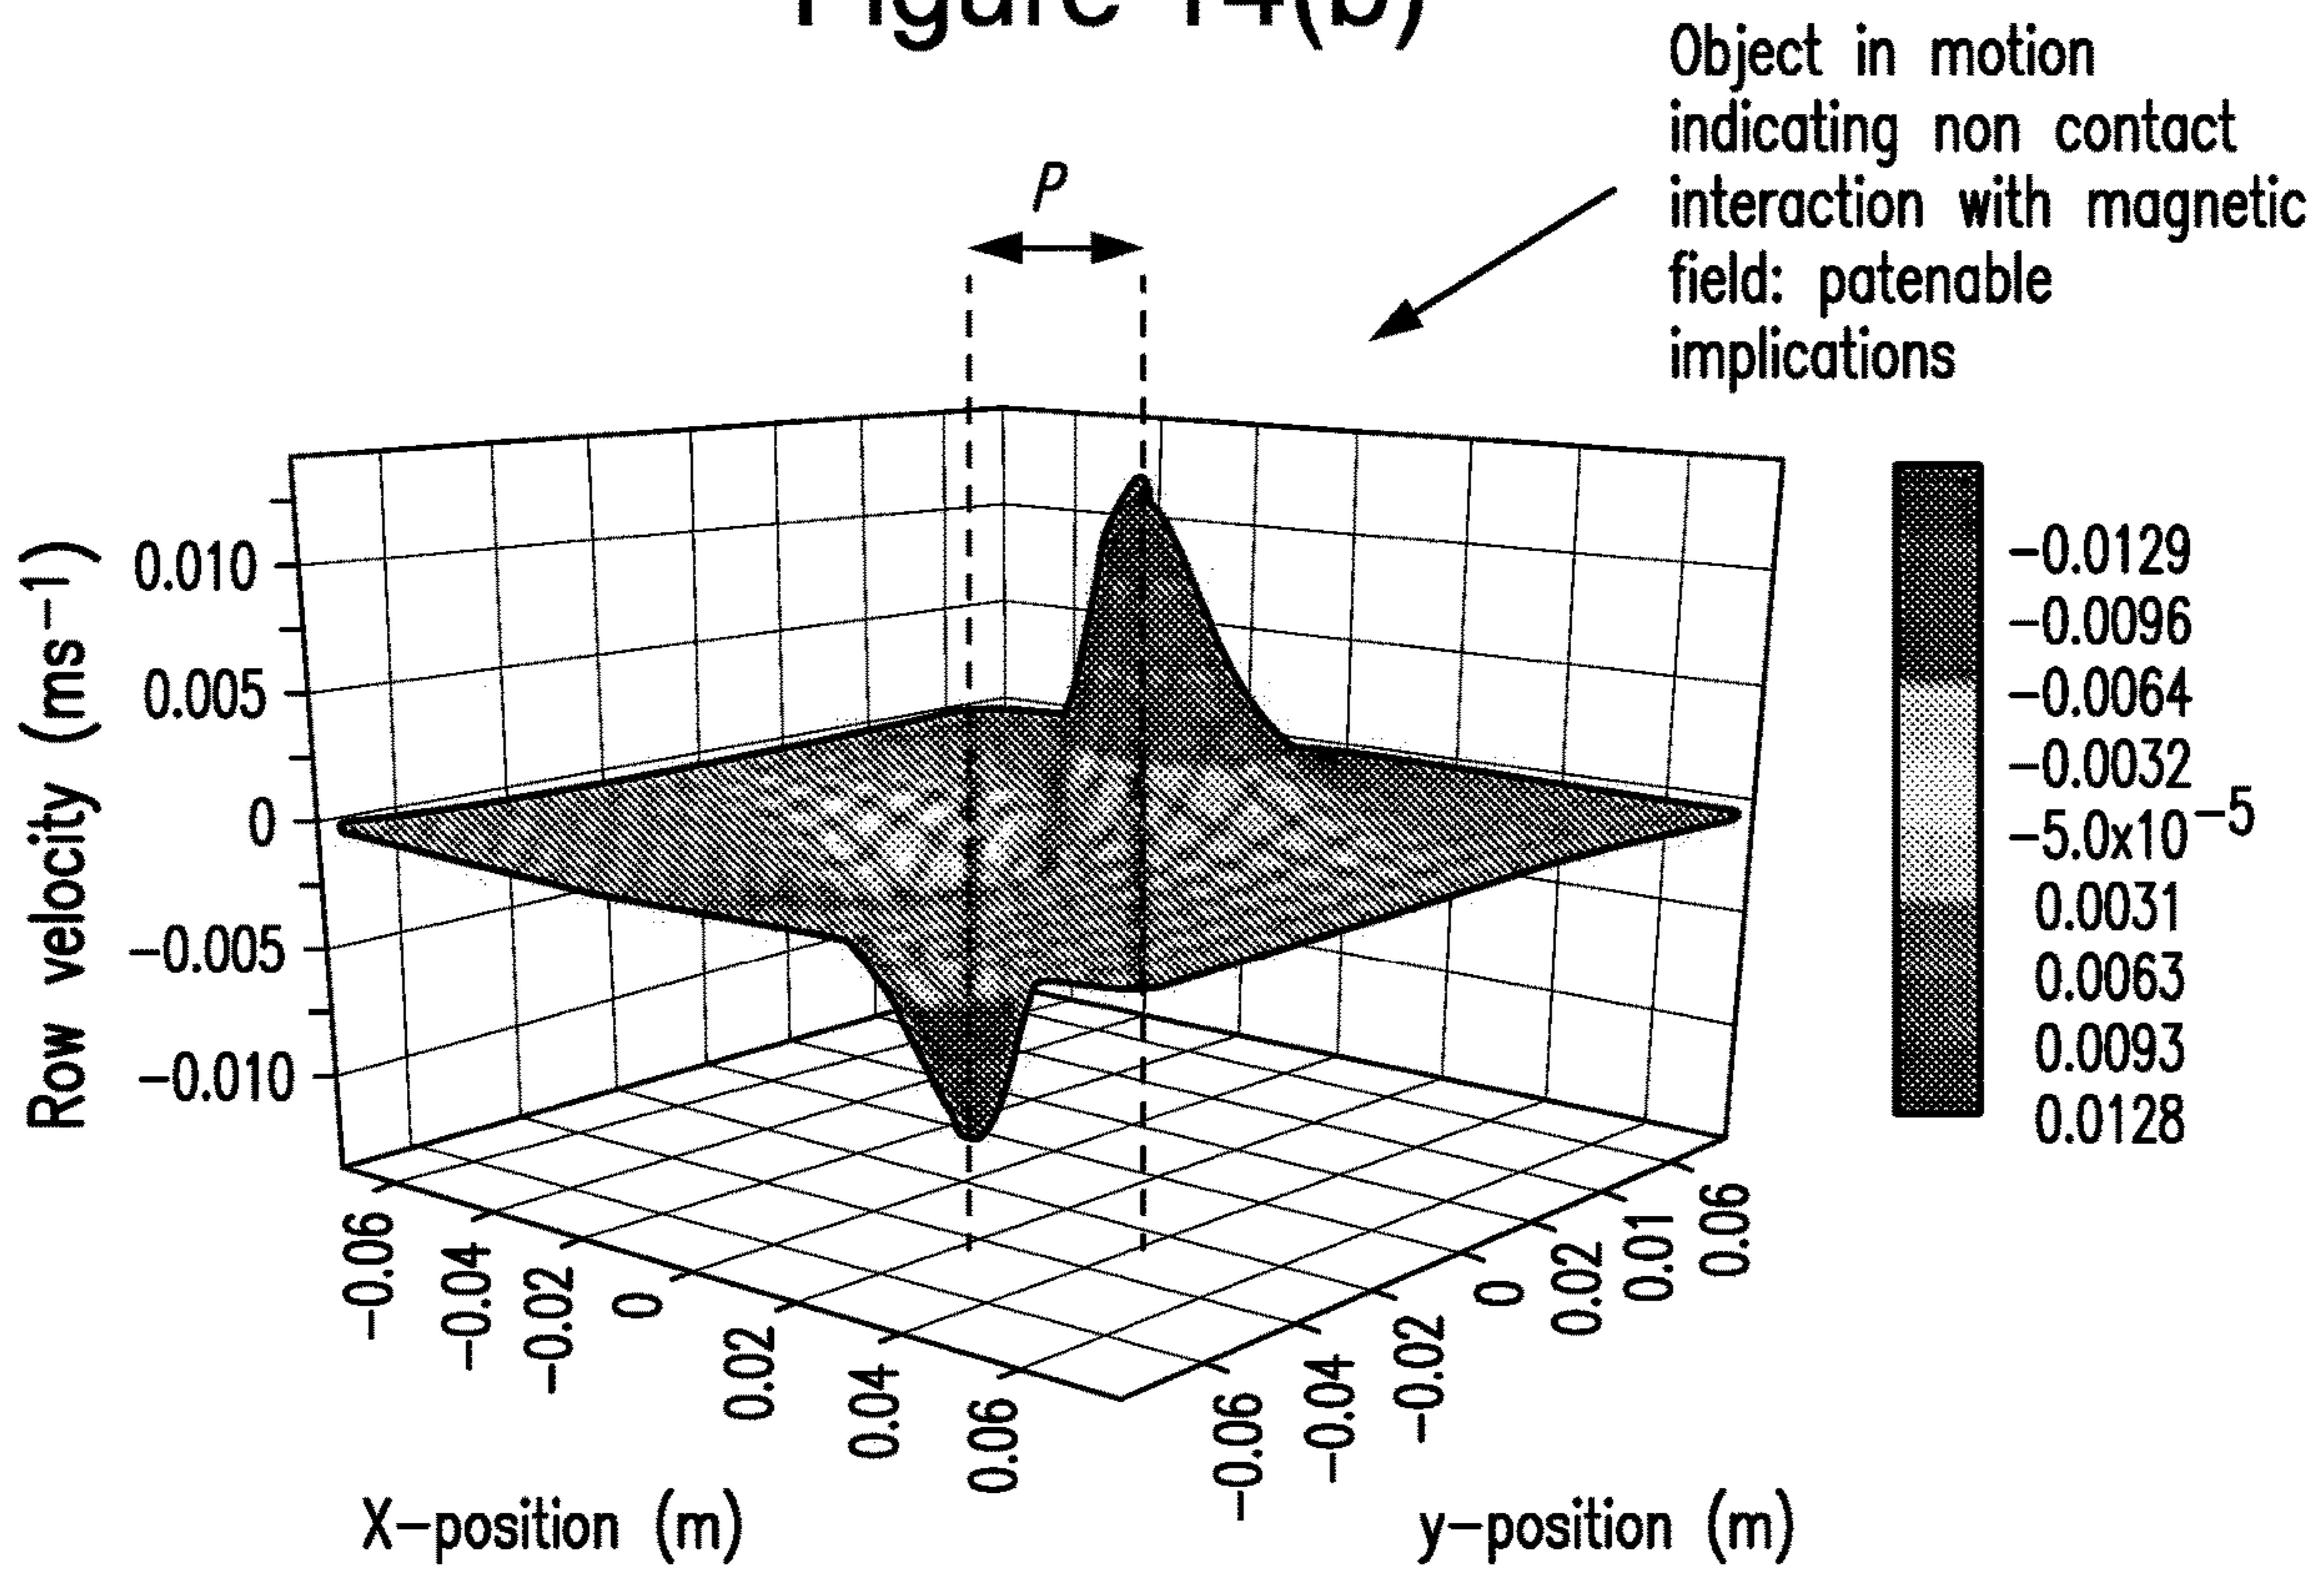 Figure 14(b)
Object in motion
indicating non contact
interaction with magnetic
field: patenable
implications
P
Row velocity (ms⁻¹)
0.010
0.005
0
-0.005
-0.010
-0.0129
-0.0096
-0.0064
-0.0032
-5.0x10⁻⁵
0.0031
0.0063
0.0093
0.0128
-0.06
-0.04
-0.02
0
0.02
0.04
0.06
X-position (m)
-0.06
-0.04
-0.02
0
0.02
0.01
0.06
y-position (m)